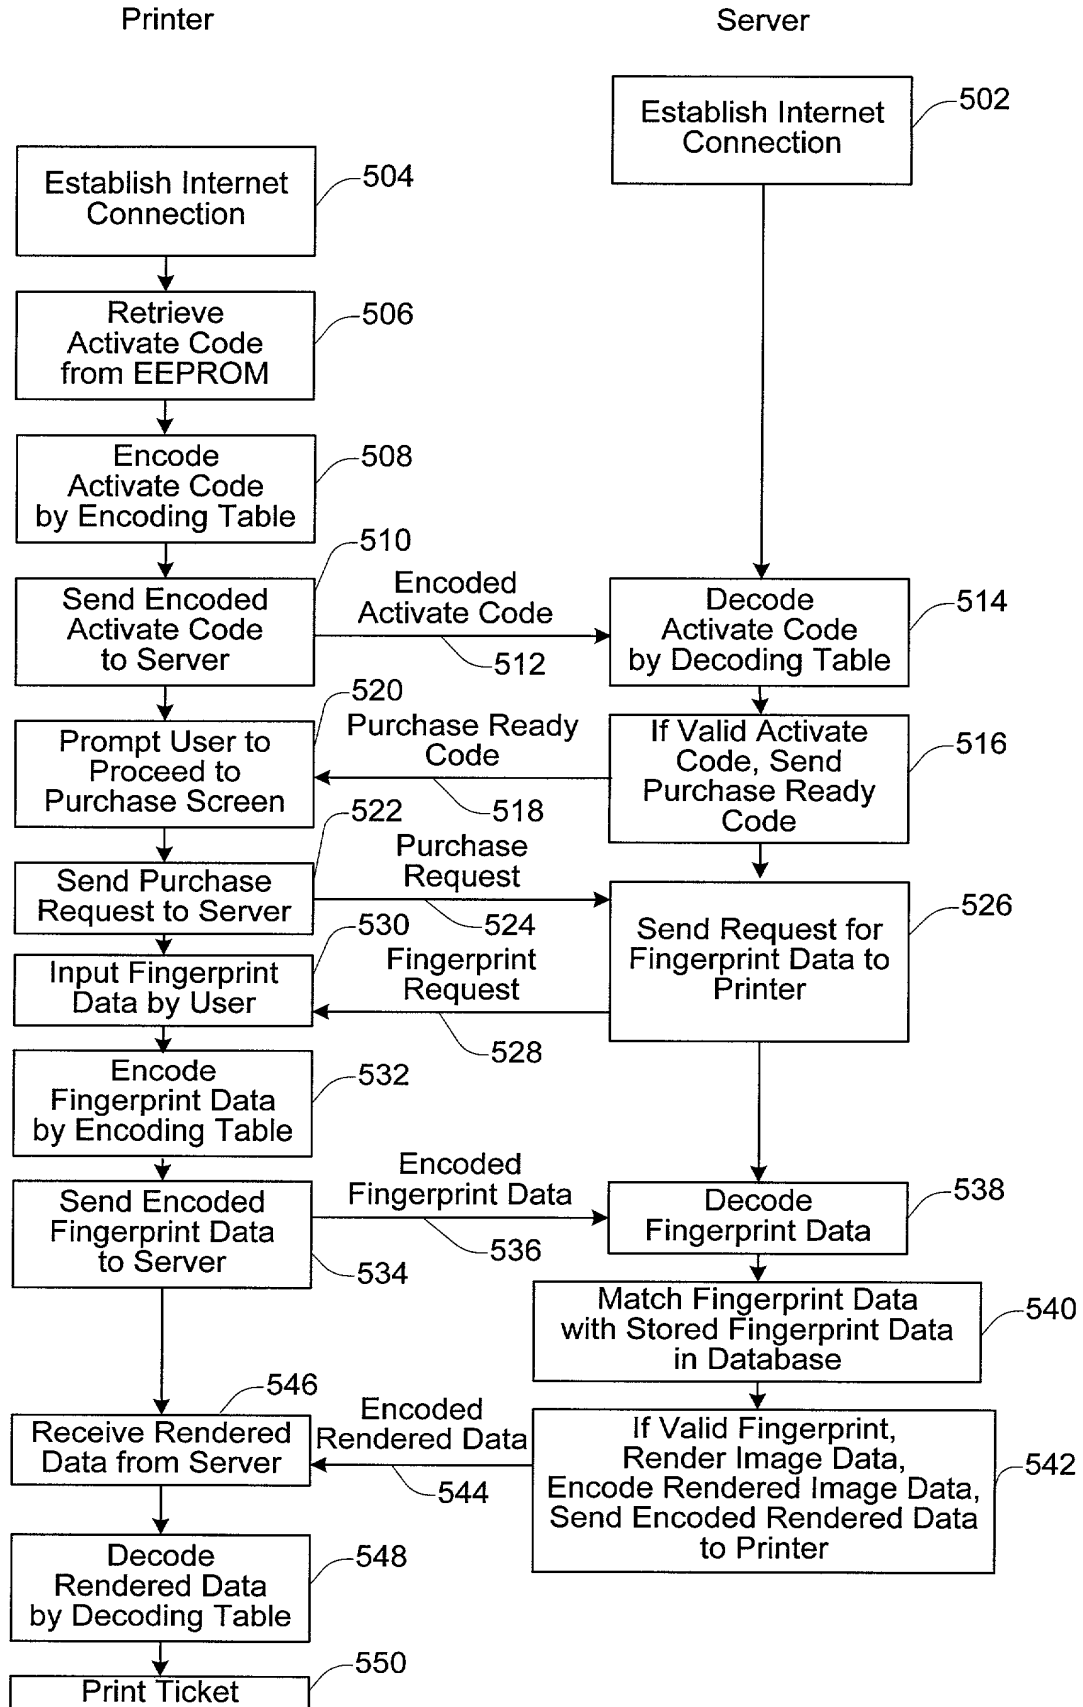 Printer
Server
Establish Internet
Connection
502
Establish Internet
Connection
504
Retrieve
Activate Code
from EEPROM
506
Encode
Activate Code
by Encoding Table
508
Send Encoded
Activate Code
to Server
510
Encoded
Activate Code
512
Decode
Activate Code
by Decoding Table
514
Prompt User to
Proceed to
Purchase Screen
520
Purchase Ready
Code
518
If Valid Activate
Code, Send
Purchase Ready
Code
516
Send Purchase
Request to Server
522
Purchase
Request
524
Send Request for
Fingerprint Data to
Printer
526
Input Fingerprint
Data by User
530
Fingerprint
Request
528
Encode
Fingerprint Data
by Encoding Table
532
Send Encoded
Fingerprint Data
to Server
534
Encoded
Fingerprint Data
536
Decode
Fingerprint Data
538
Match Fingerprint Data
with Stored Fingerprint Data
in Database
540
Receive Rendered
Data from Server
546
Encoded
Rendered Data
544
If Valid Fingerprint,
Render Image Data,
Encode Rendered Image Data,
Send Encoded Rendered Data
to Printer
542
Decode
Rendered Data
by Decoding Table
548
Print Ticket
550